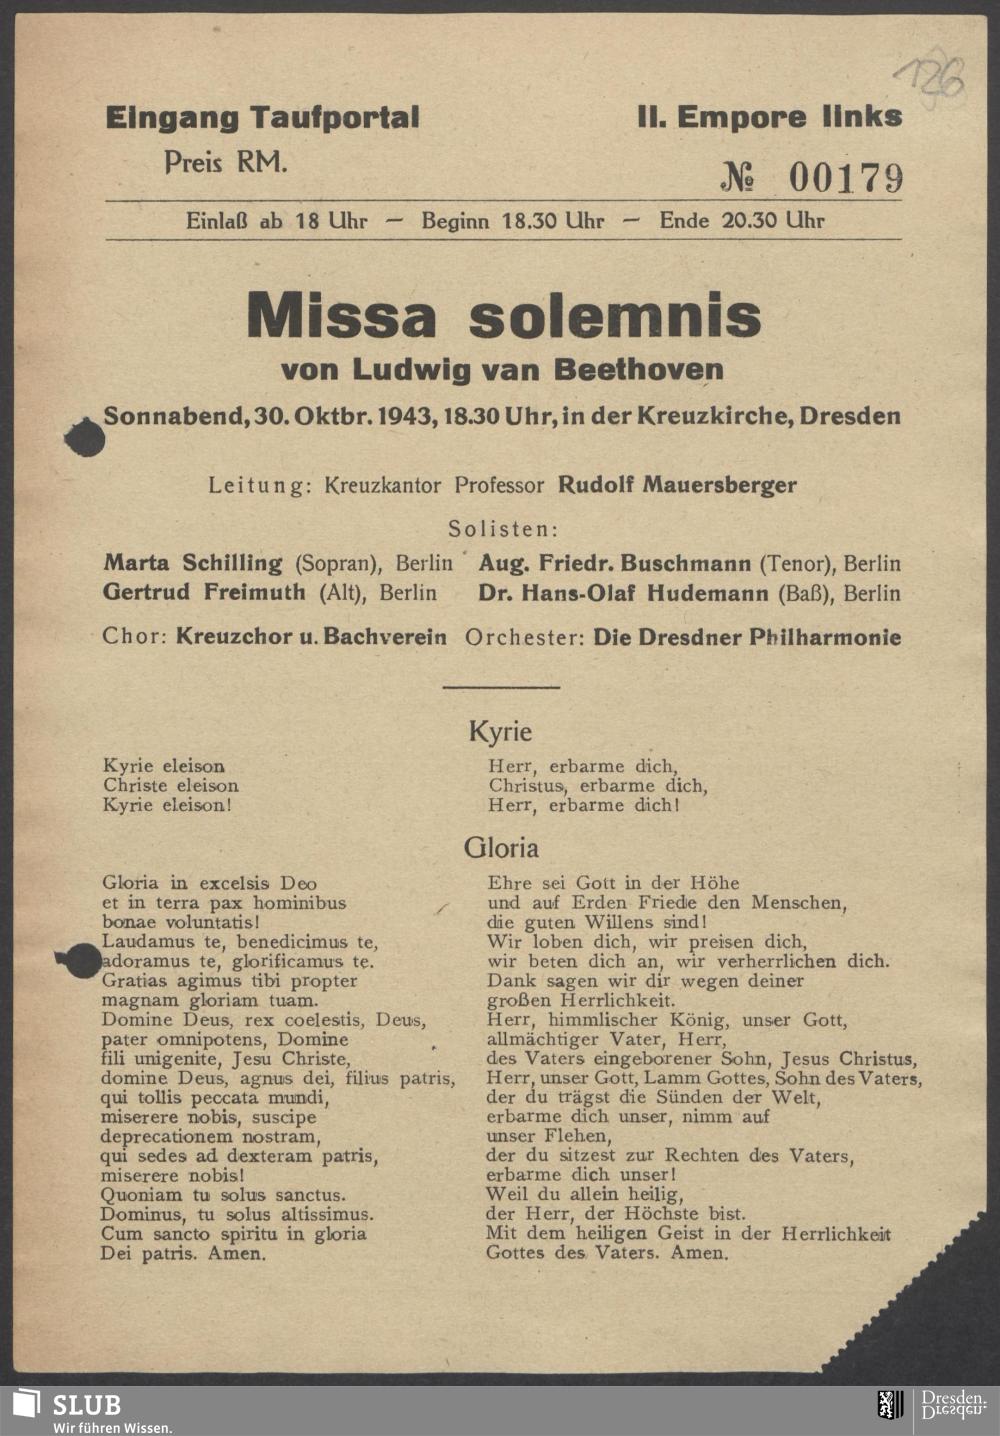 126
Eingang Taufportal
II. Empore links
Preis RM.
№ 00179
Einlaß ab 18 Uhr — Beginn 18.30 Uhr — Ende 20.30 Uhr
Missa solemnis
von Ludwig van Beethoven
Sonnabend, 30. Oktbr. 1943, 18.30 Uhr, in der Kreuzkirche, Dresden
Leitung: Kreuzkantor Professor Rudolf Mauersberger
Solisten:
Marta Schilling (Sopran), Berlin Aug. Friedr. Buschmann (Tenor), Berlin
Gertrud Freimuth (Alt), Berlin Dr. Hans-Olaf Hudemann (Baß), Berlin
Chor: Kreuzchor u. Bachverein Orchester: Die Dresdner Philharmonie
Kyrie
Kyrie eleison
Christe eleison
Kyrie eleison!
Herr, erbarme dich,
Christus, erbarme dich,
Herr, erbarme dich!
Gloria
Gloria in excelsis Deo
et in terra pax hominibus
bonae voluntatis!
Laudamus te, benedicimus te,
adoramus te, glorificamus te.
Gratias agimus tibi propter
magnam gloriam tuam.
Domine Deus, rex coelestis, Deus,
pater omnipotens, Domine
fili unigenite, Jesu Christe,
domine Deus, agnus dei, filius patris,
qui tollis peccata mundi,
miserere nobis, suscipe
deprecationem nostram,
qui sedes ad dexteram patris,
miserere nobis!
Quoniam tu solus sanctus.
Dominus, tu solus altissimus.
Cum sancto spiritu in gloria
Dei patris. Amen.
Ehre sei Gott in der Höhe
und auf Erden Friede den Menschen,
die guten Willens sind!
Wir loben dich, wir preisen dich,
wir beten dich an, wir verherrlichen dich.
Dank sagen wir dir wegen deiner
großen Herrlichkeit.
Herr, himmlischer König, unser Gott,
allmächtiger Vater, Herr,
des Vaters eingeborener Sohn, Jesus Christus,
Herr, unser Gott, Lamm Gottes, Sohn des Vaters,
der du trägst die Sünden der Welt,
erbarme dich unser, nimm auf
unser Flehen,
der du sitzest zur Rechten des Vaters,
erbarme dich unser!
Weil du allein heilig,
der Herr, der Höchste bist.
Mit dem heiligen Geist in der Herrlichkeit
Gottes des Vaters. Amen.
SLUB
Wir führen Wissen.
Dresden.
Dresden.